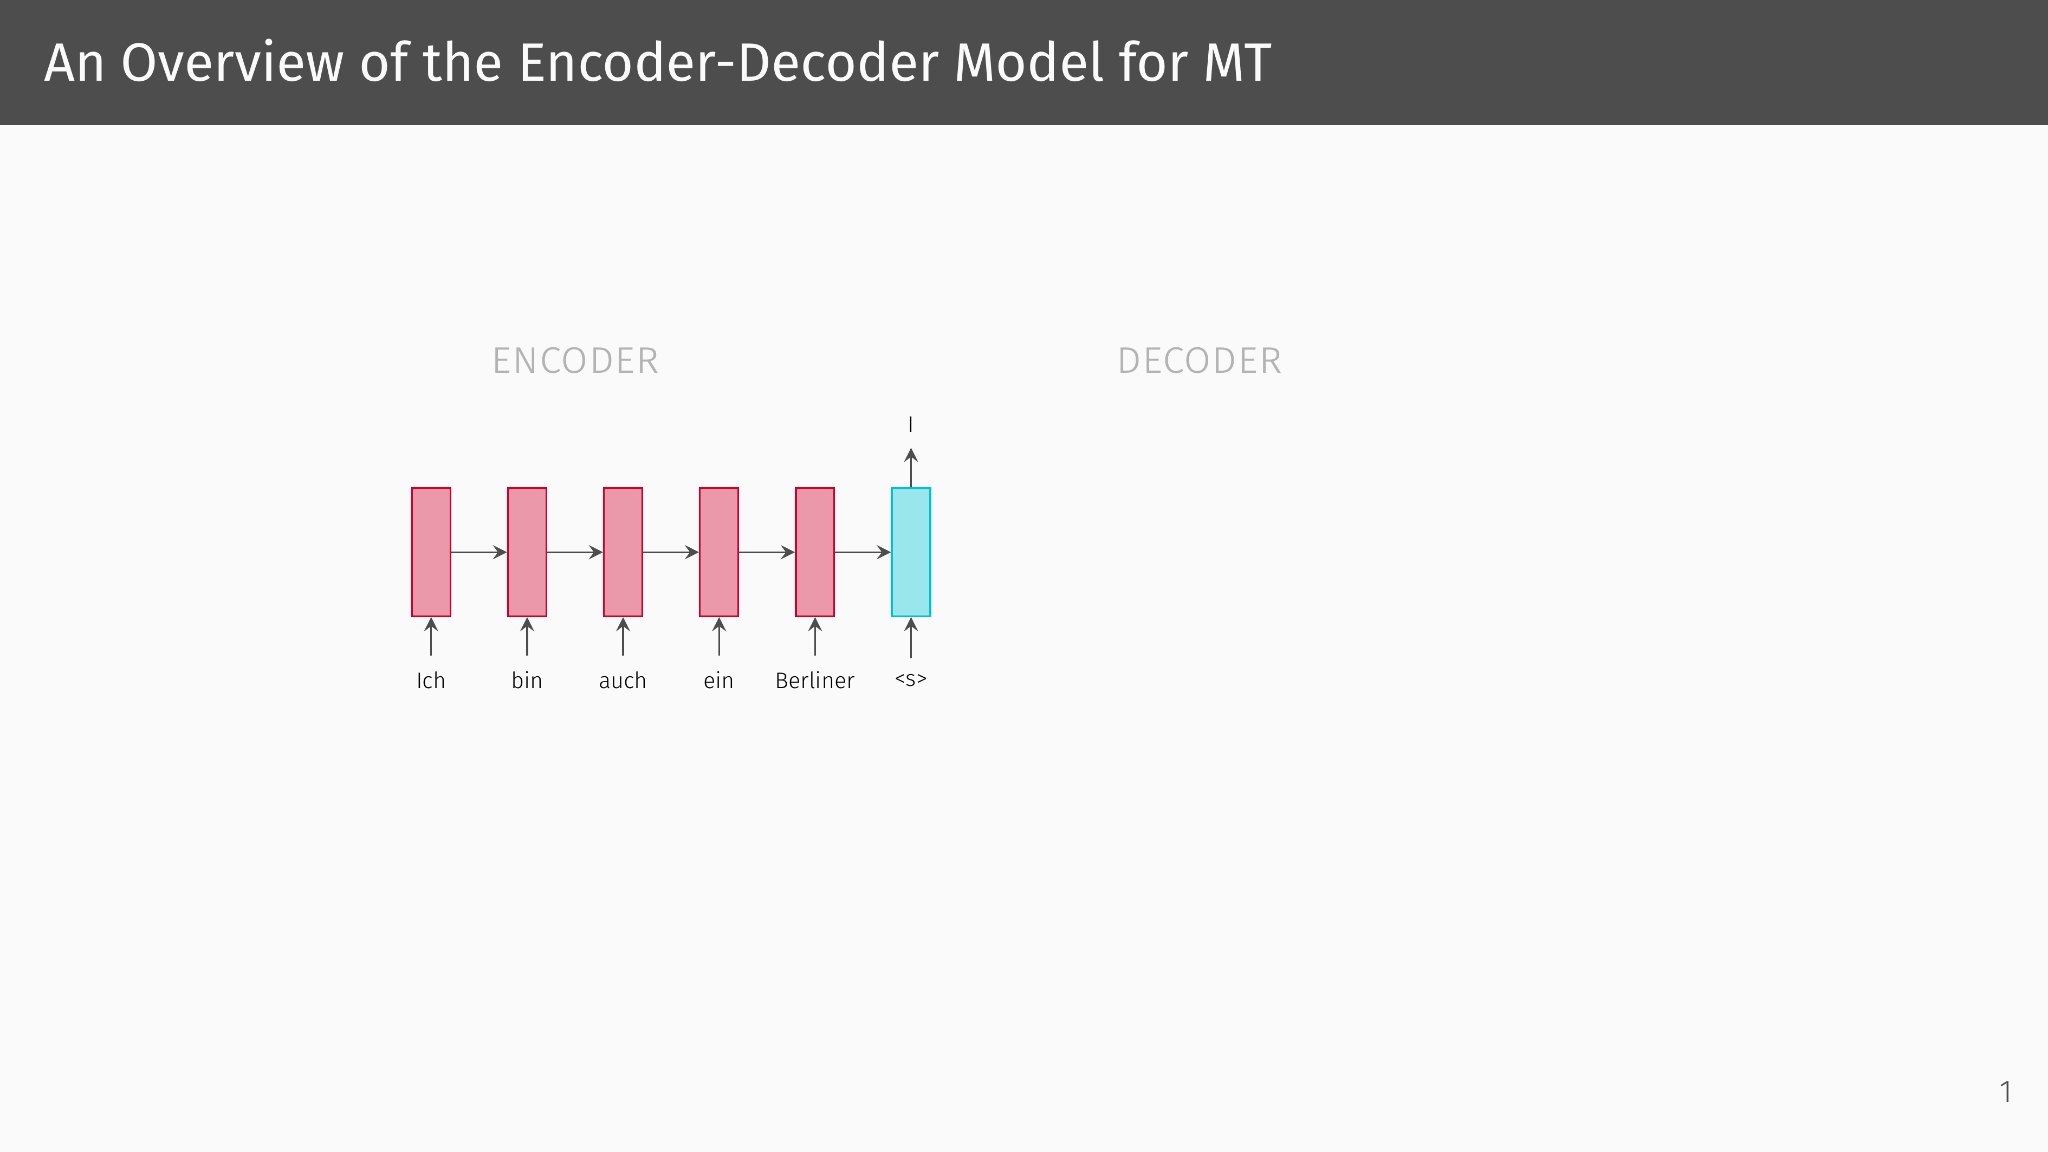 An Overview of the Encoder-Decoder Model for MT
ENCODER DECODER
I
Ich bin auch ein Berliner <s>
1